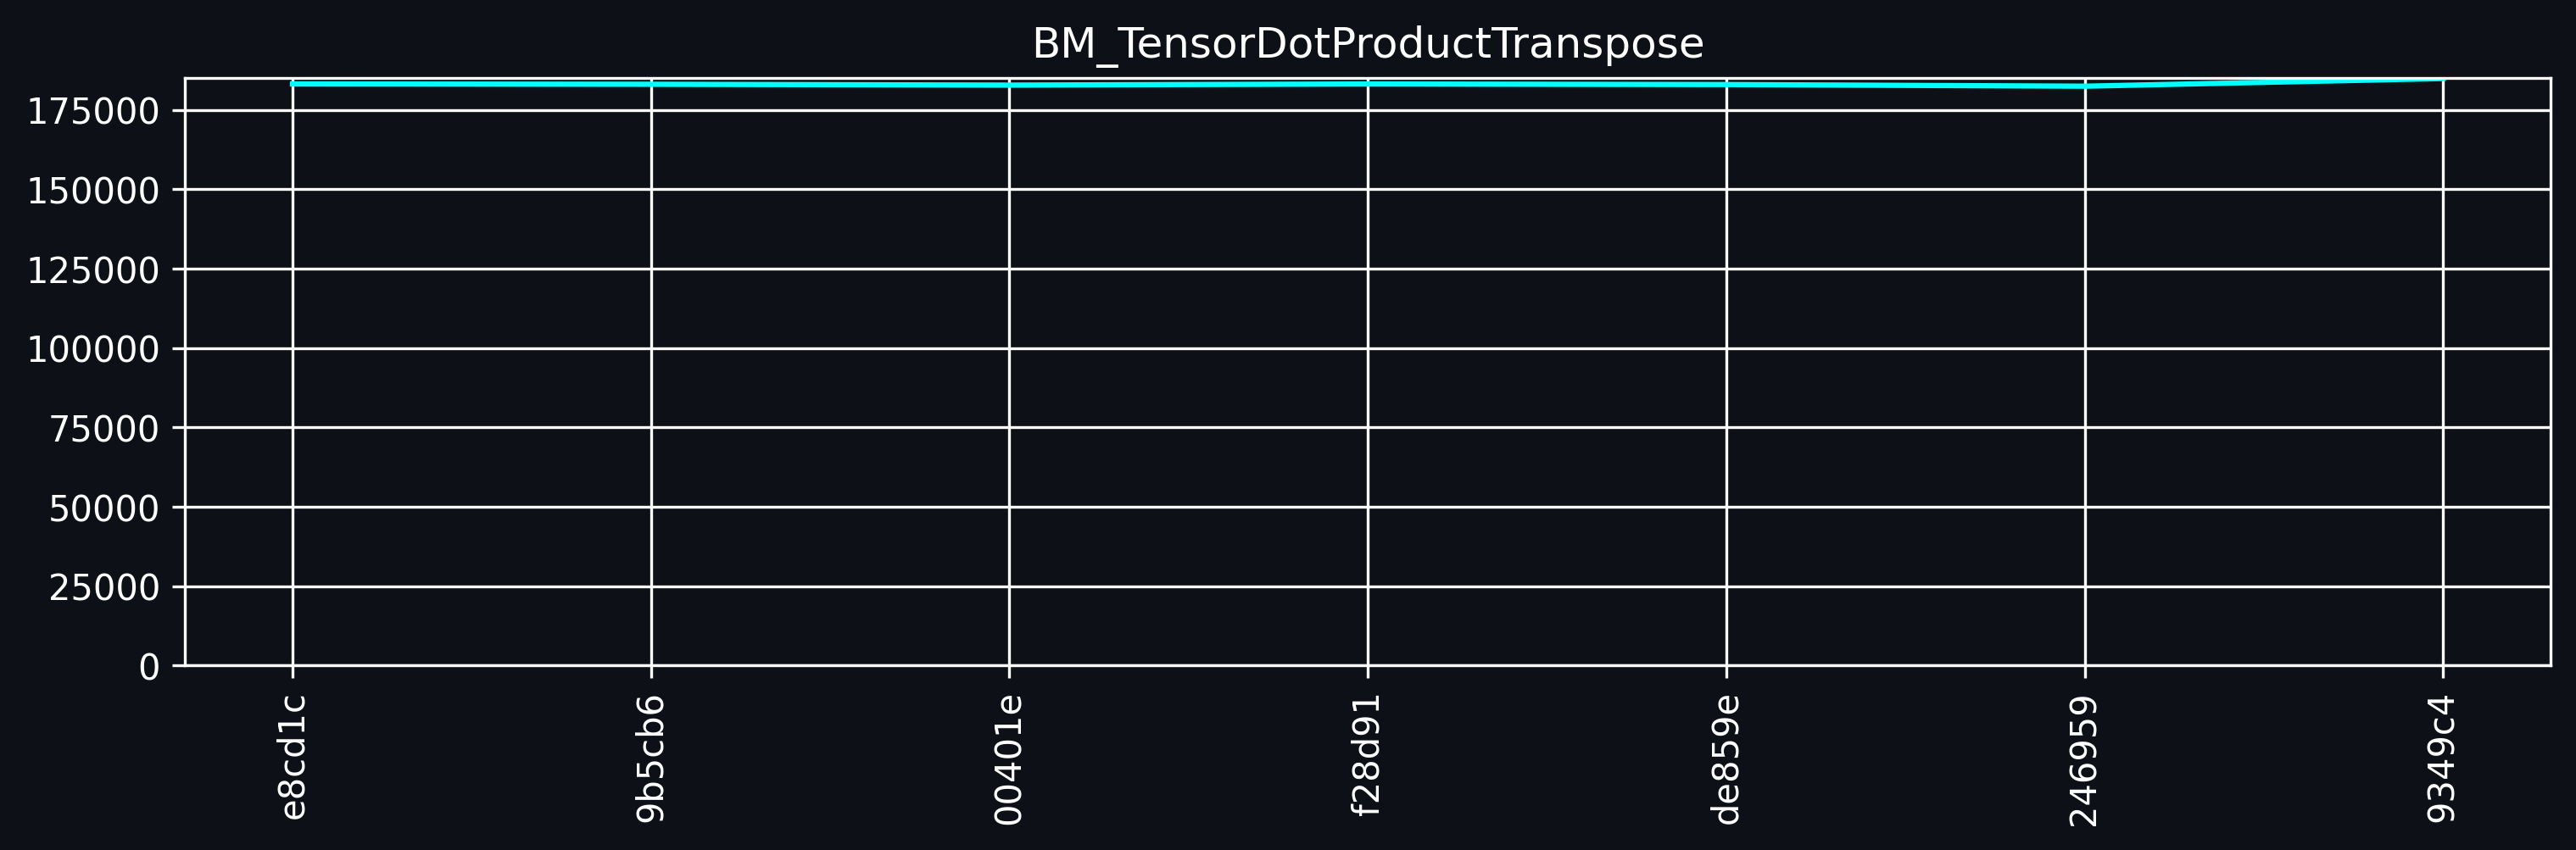 BM_TensorDotProductTranspose
175000
150000
125000
100000
75000
50000
25000
0
e8cd1c
9b5cb6
00401e
f28d91
de859e
246959
9349c4